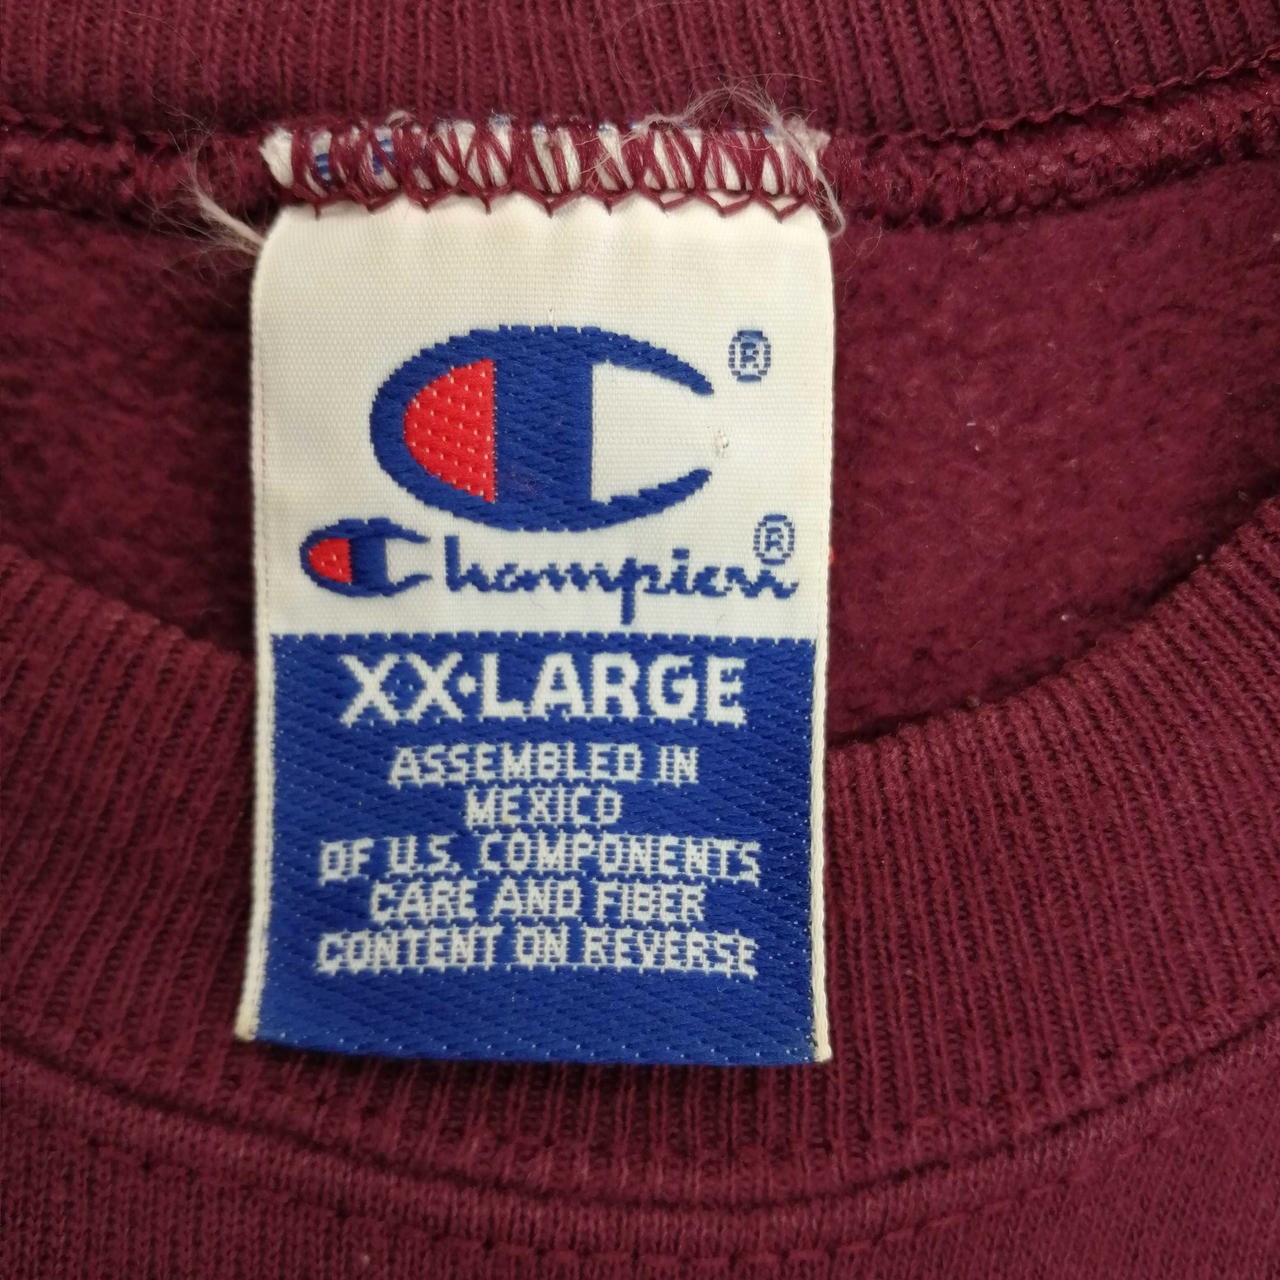 ®
Champion®
XX·LARGE
ASSEMBLED IN
MEXICO
OF U.S. COMPONENTS
CARE AND FIBER
CONTENT ON REVERSE